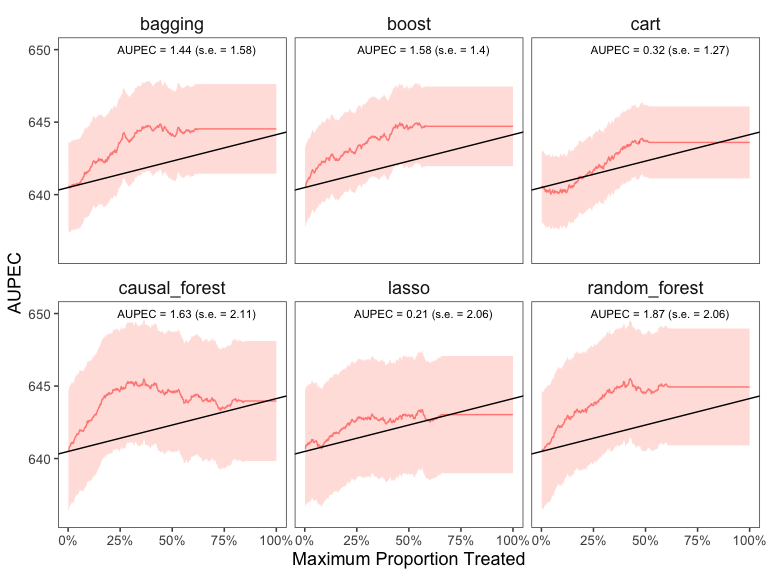 bagging boost cart
AUPEC = 1.44 (s.e. = 1.58) AUPEC = 1.58 (s.e. = 1.4) AUPEC = 0.32 (s.e. = 1.27)
650
645
640
AUPEC
causal_forest lasso random_forest
AUPEC = 1.63 (s.e. = 2.11) AUPEC = 0.21 (s.e. = 2.06) AUPEC = 1.87 (s.e. = 2.06)
650
645
640
0% 25% 50% 75% 100% 0% 25% 50% 75% 100% 0% 25% 50% 75% 100%
Maximum Proportion Treated